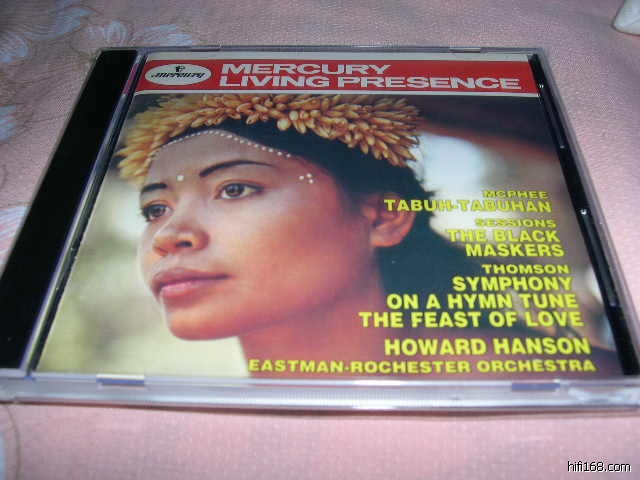 mercury
MERCURY
LIVING PRESENCE
MCPHEE
TABUH-TABUHAN
SESSIONS
THE BLACK
MASKERS
THOMSON
SYMPHONY
ON A HYMN TUNE
THE FEAST OF LOVE
HOWARD HANSON
EASTMAN-ROCHESTER ORCHESTRA
hifi168.com